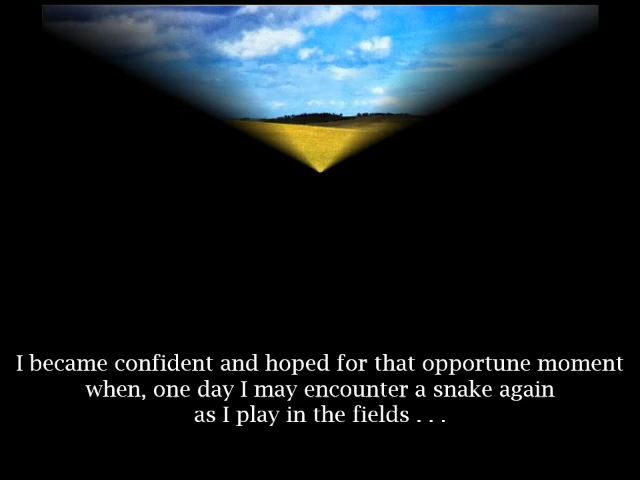 I became confident and hoped for that opportune moment
when, one day I may encounter a snake again
as I play in the fields . . .